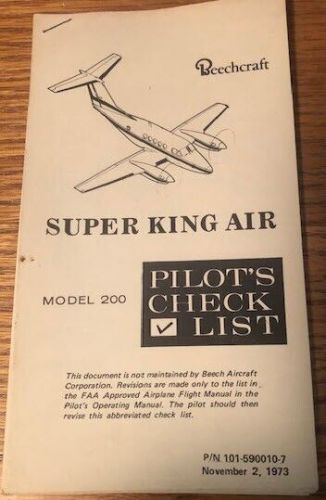 Beechcraft
SUPER KING AIR
MODEL 200
PILOT'S
CHECK
LIST
This document is not maintained by Beech Aircraft
Corporation. Revisions are made only to the list in
the FAA Approved Airplane Flight Manual in the
Pilot's Operating Manual. The pilot should then
revise this abbreviated check list.
P/N 101-590010-7
November 2, 1973